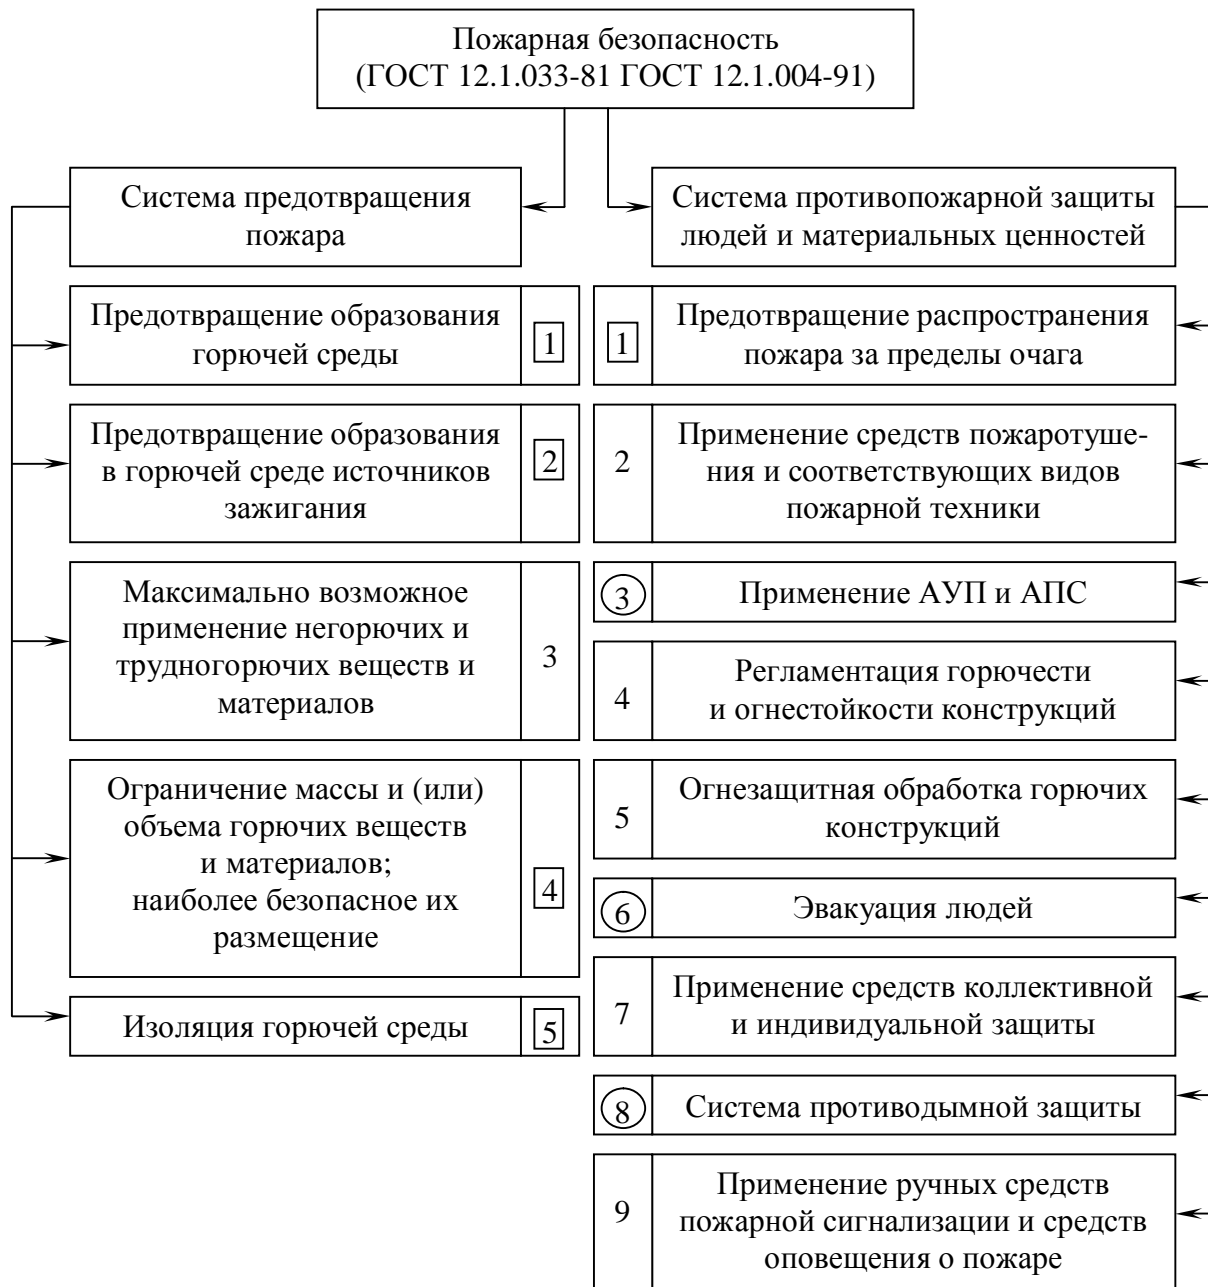 Пожарная безопасность
(ГОСТ 12.1.033-81 ГОСТ 12.1.004-91)
Система предотвращения
пожара
Система противопожарной защиты
людей и материальных ценностей
Предотвращение образования
горючей среды
1
1
Предотвращение распространения
пожара за пределы очага
Предотвращение образования
в горючей среде источников
зажигания
2
2
Применение средств пожаротуше-
ния и соответствующих видов
пожарной техники
Максимально возможное
применение негорючих и
трудногорючих веществ и
материалов
3
3
Применение АУП и АПС
4
Регламентация горючести
и огнестойкости конструкций
Ограничение массы и (или)
объема горючих веществ
и материалов;
наиболее безопасное их
размещение
4
5
Огнезащитная обработка горючих
конструкций
6
Эвакуация людей
Изоляция горючей среды
5
7
Применение средств коллективной
и индивидуальной защиты
8
Система противодымной защиты
9
Применение ручных средств
пожарной сигнализации и средств
оповещения о пожаре